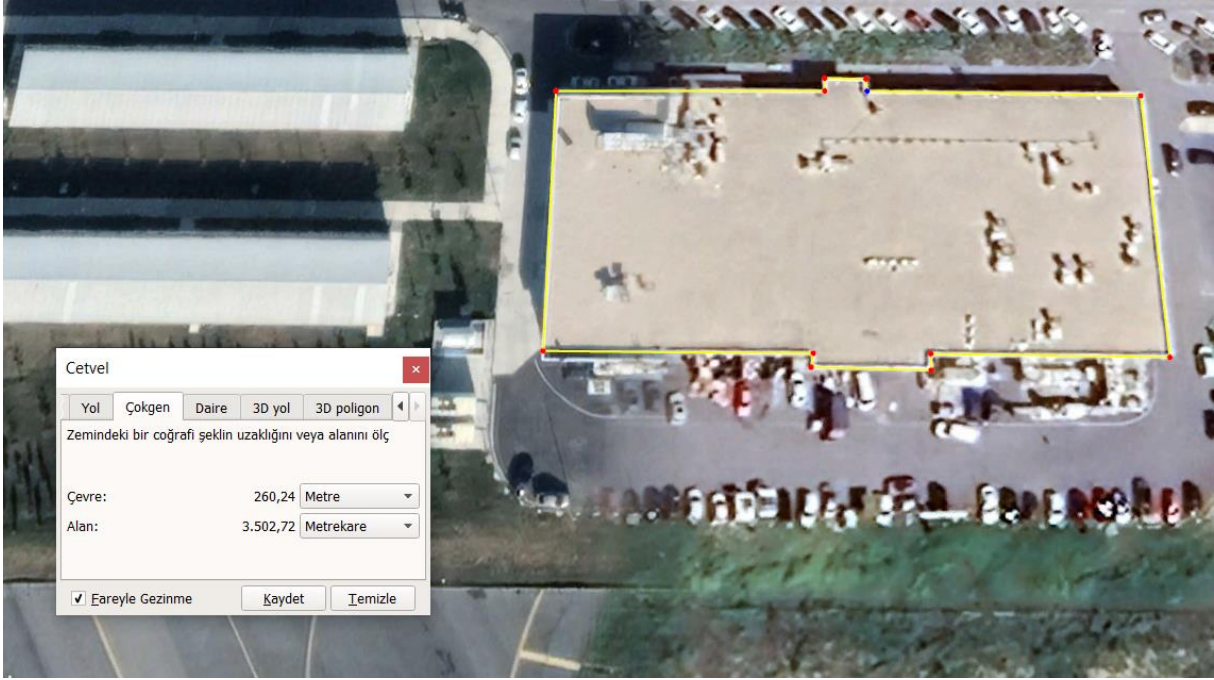 Cetvel
Yol Çokgen Daire 3D yol 3D poligon
Zemindeki bir coğrafi şeklin uzaklığını veya alanını ölç
Çevre: 260,24 Metre
Alan: 3.502,72 Metrekare
Fareyle Gezinme Kaydet Temizle